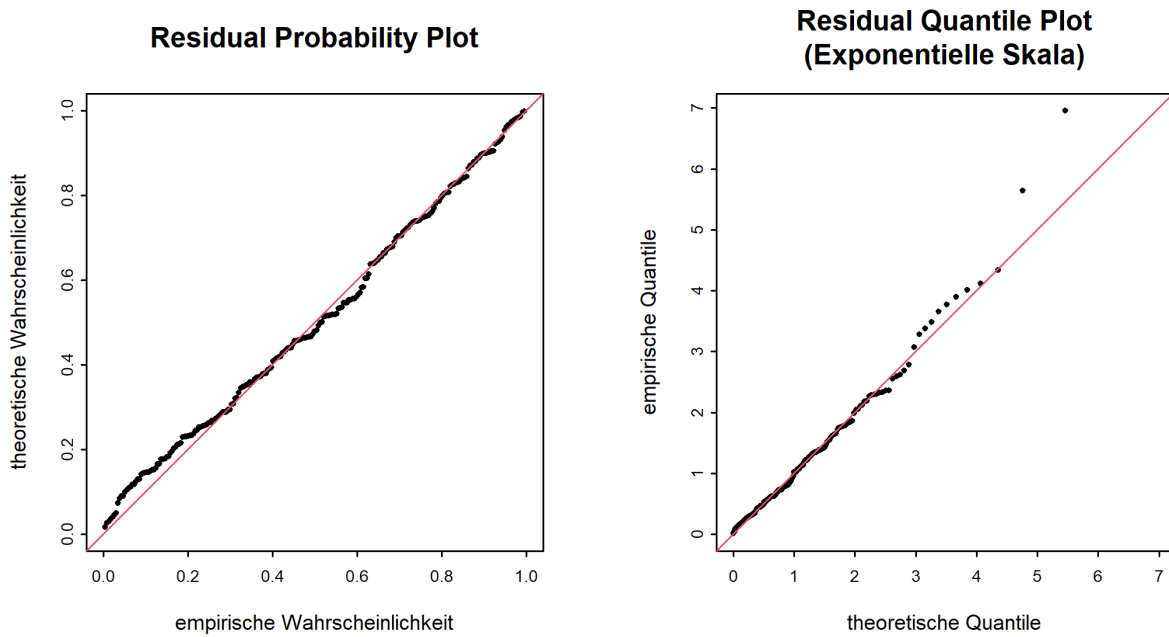 Residual Probability Plot
theoretische Wahrscheinlichkeit
0.0 0.2 0.4 0.6 0.8 1.0
0.0 0.2 0.4 0.6 0.8 1.0
empirische Wahrscheinlichkeit
Residual Quantile Plot
(Exponentielle Skala)
empirische Quantile
0 1 2 3 4 5 6 7
0 1 2 3 4 5 6 7
theoretische Quantile